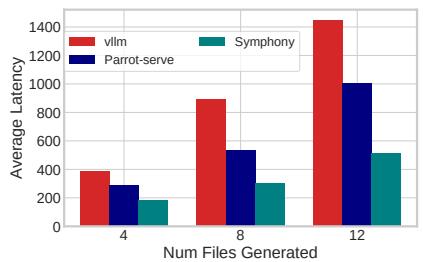 Average Latency
1400
1200
1000
800
600
400
200
0
vllm
Parrot-serve
Symphony
4 8 12
Num Files Generated